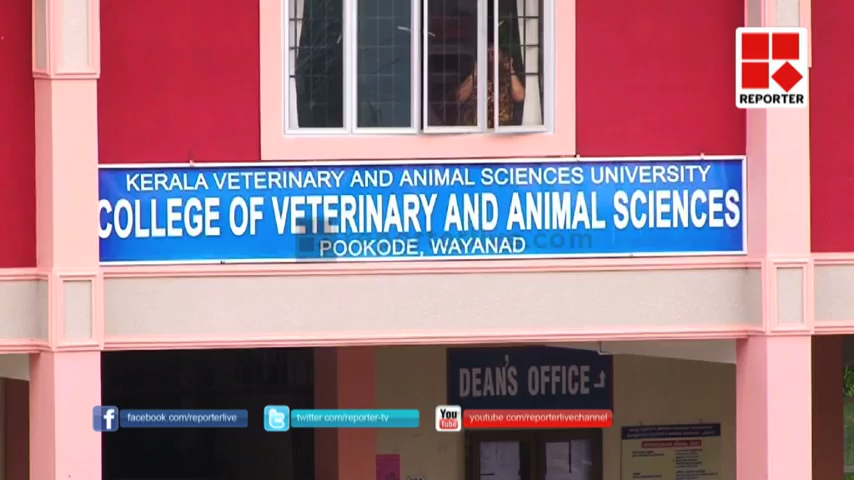 REPORTER
KERALA VETERINARY AND ANIMAL SCIENCES UNIVERSITY
COLLEGE OF VETERINARY AND ANIMAL SCIENCES
POOKODE, WAYANAD
DEAN'S OFFICE
facebook.com/reporterlive
twitter.com/reporter-tv
You Tube
youtube.com/reporterlivechannel